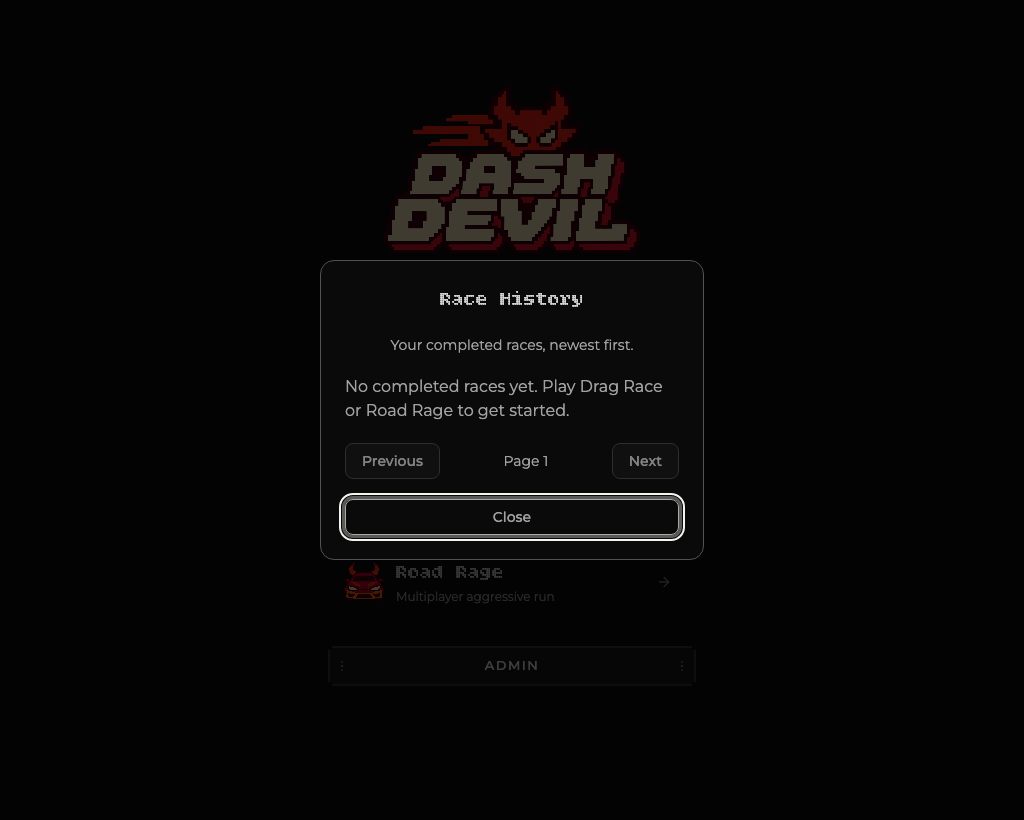 DASH
DEVIL
Race History
Your completed races, newest first.
No completed races yet. Play Drag Race
or Road Rage to get started.
Previous
Page 1
Next
Close
Road Rage
Multiplayer aggressive run
ADMIN